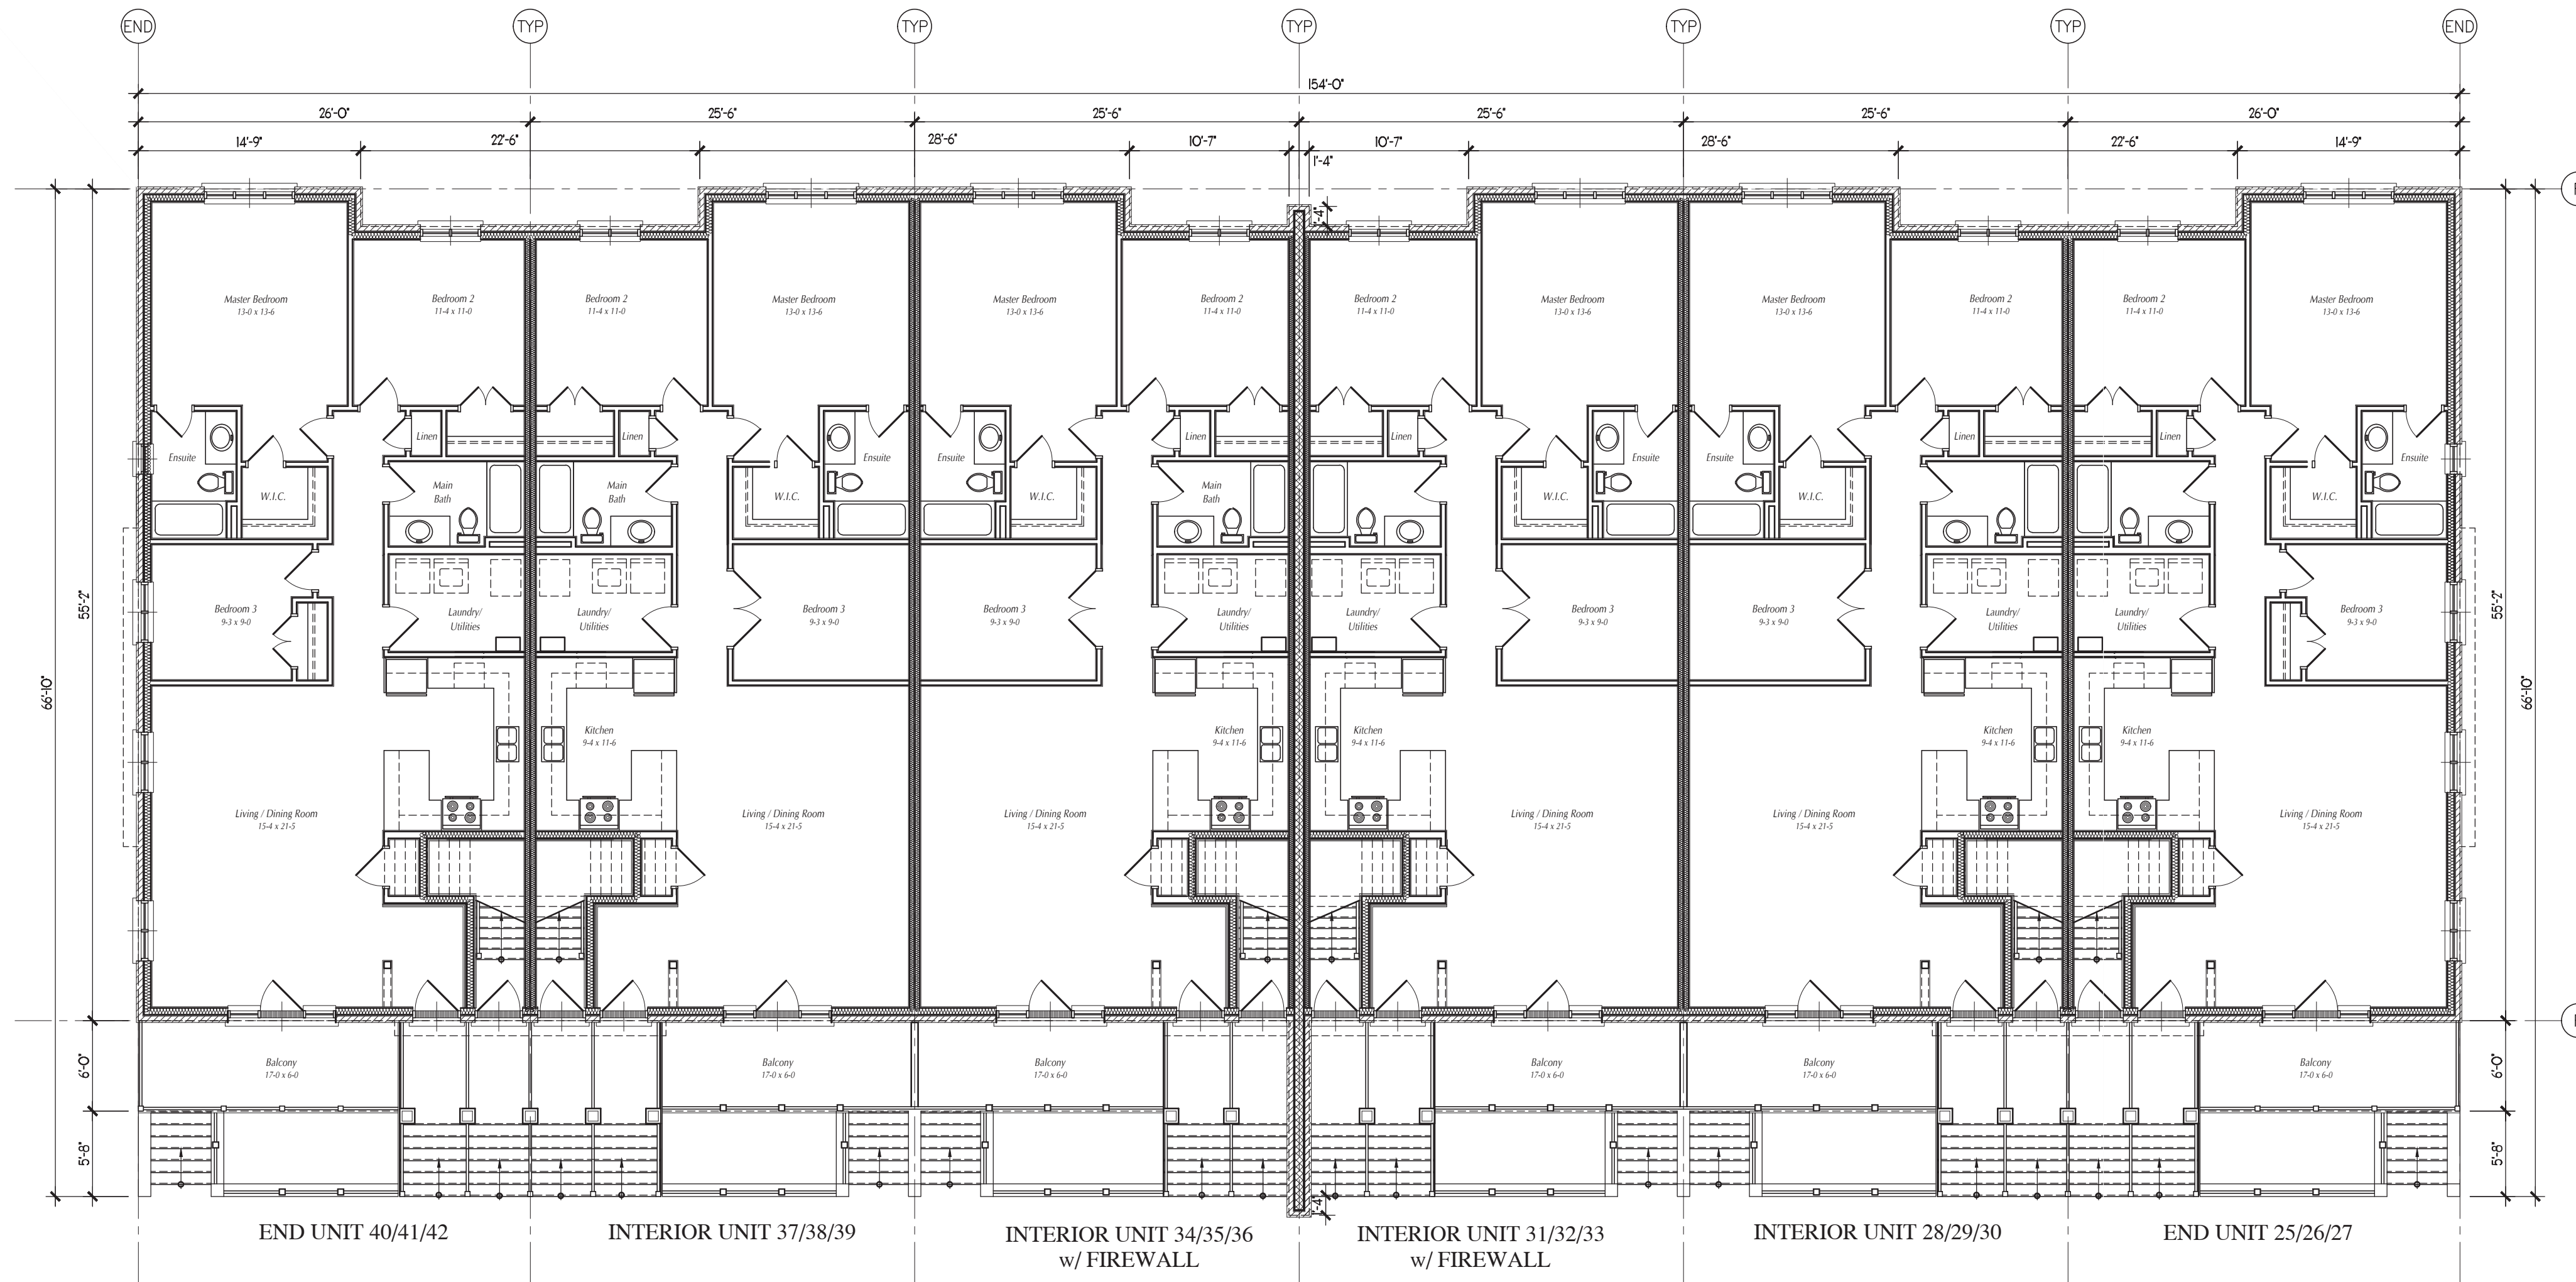 END TYP TYP TYP TYP TYP END
154'-0"
26'-0" 25'-6" 25'-6" 25'-6" 25'-6" 26'-0"
14'-9" 22'-6" 28'-6" 10'-7" 10'-7" 28'-6" 22'-6" 14'-9"
1'-4"
1'-4"
Master Bedroom Bedroom 2 Bedroom 2 Master Bedroom Master Bedroom Bedroom 2 Bedroom 2 Master Bedroom Master Bedroom Bedroom 2 Bedroom 2 Master Bedroom
13-0 x 13-6 11-4 x 11-0 11-4 x 11-0 13-0 x 13-6 13-0 x 13-6 11-4 x 11-0 11-4 x 11-0 13-0 x 13-6 13-0 x 13-6 11-4 x 11-0 11-4 x 11-0 13-0 x 13-6
Linen Linen Linen Linen Linen Linen
Ensuite Ensuite Ensuite Ensuite Ensuite Ensuite
Main Main Main
Bath Bath Bath
W.I.C. W.I.C. W.I.C. W.I.C. W.I.C. W.I.C.
55'-2" 55'-2"
Bedroom 3 Laundry/ Laundry/ Bedroom 3 Bedroom 3 Laundry/ Laundry/ Bedroom 3 Bedroom 3 Laundry/ Laundry/ Bedroom 3
9-3 x 9-0 Utilities Utilities 9-3 x 9-0 9-3 x 9-0 Utilities Utilities 9-3 x 9-0 9-3 x 9-0 Utilities Utilities 9-3 x 9-0
66'-10" 66'-10"
Kitchen Kitchen Kitchen Kitchen Kitchen
9-4 x 11-6 9-4 x 11-6 9-4 x 11-6 9-4 x 11-6 9-4 x 11-6
Living / Dining Room Living / Dining Room Living / Dining Room Living / Dining Room Living / Dining Room Living / Dining Room
15-4 x 21-5 15-4 x 21-5 15-4 x 21-5 15-4 x 21-5 15-4 x 21-5 15-4 x 21-5
6'-0" 6'-0"
Balcony Balcony Balcony Balcony Balcony Balcony
17-0 x 6-0 17-0 x 6-0 17-0 x 6-0 17-0 x 6-0 17-0 x 6-0 17-0 x 6-0
5'-8" 5'-8"
1'-4"
END UNIT 40/41/42 INTERIOR UNIT 37/38/39 INTERIOR UNIT 34/35/36 INTERIOR UNIT 31/32/33 INTERIOR UNIT 28/29/30 END UNIT 25/26/27
w/ FIREWALL w/ FIREWALL